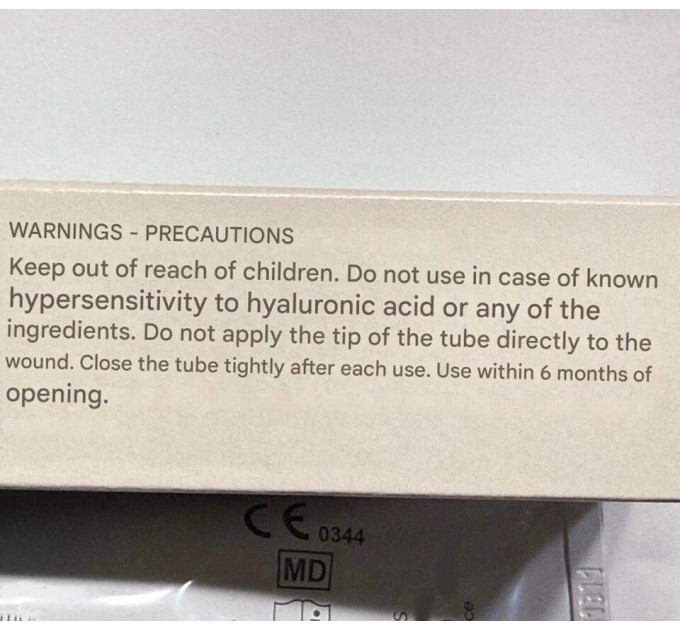 WARNINGS - PRECAUTIONS
Keep out of reach of children. Do not use in case of known
hypersensitivity to hyaluronic acid or any of the
ingredients. Do not apply the tip of the tube directly to the
wound. Close the tube tightly after each use. Use within 6 months of
opening.
CE 0344
MD